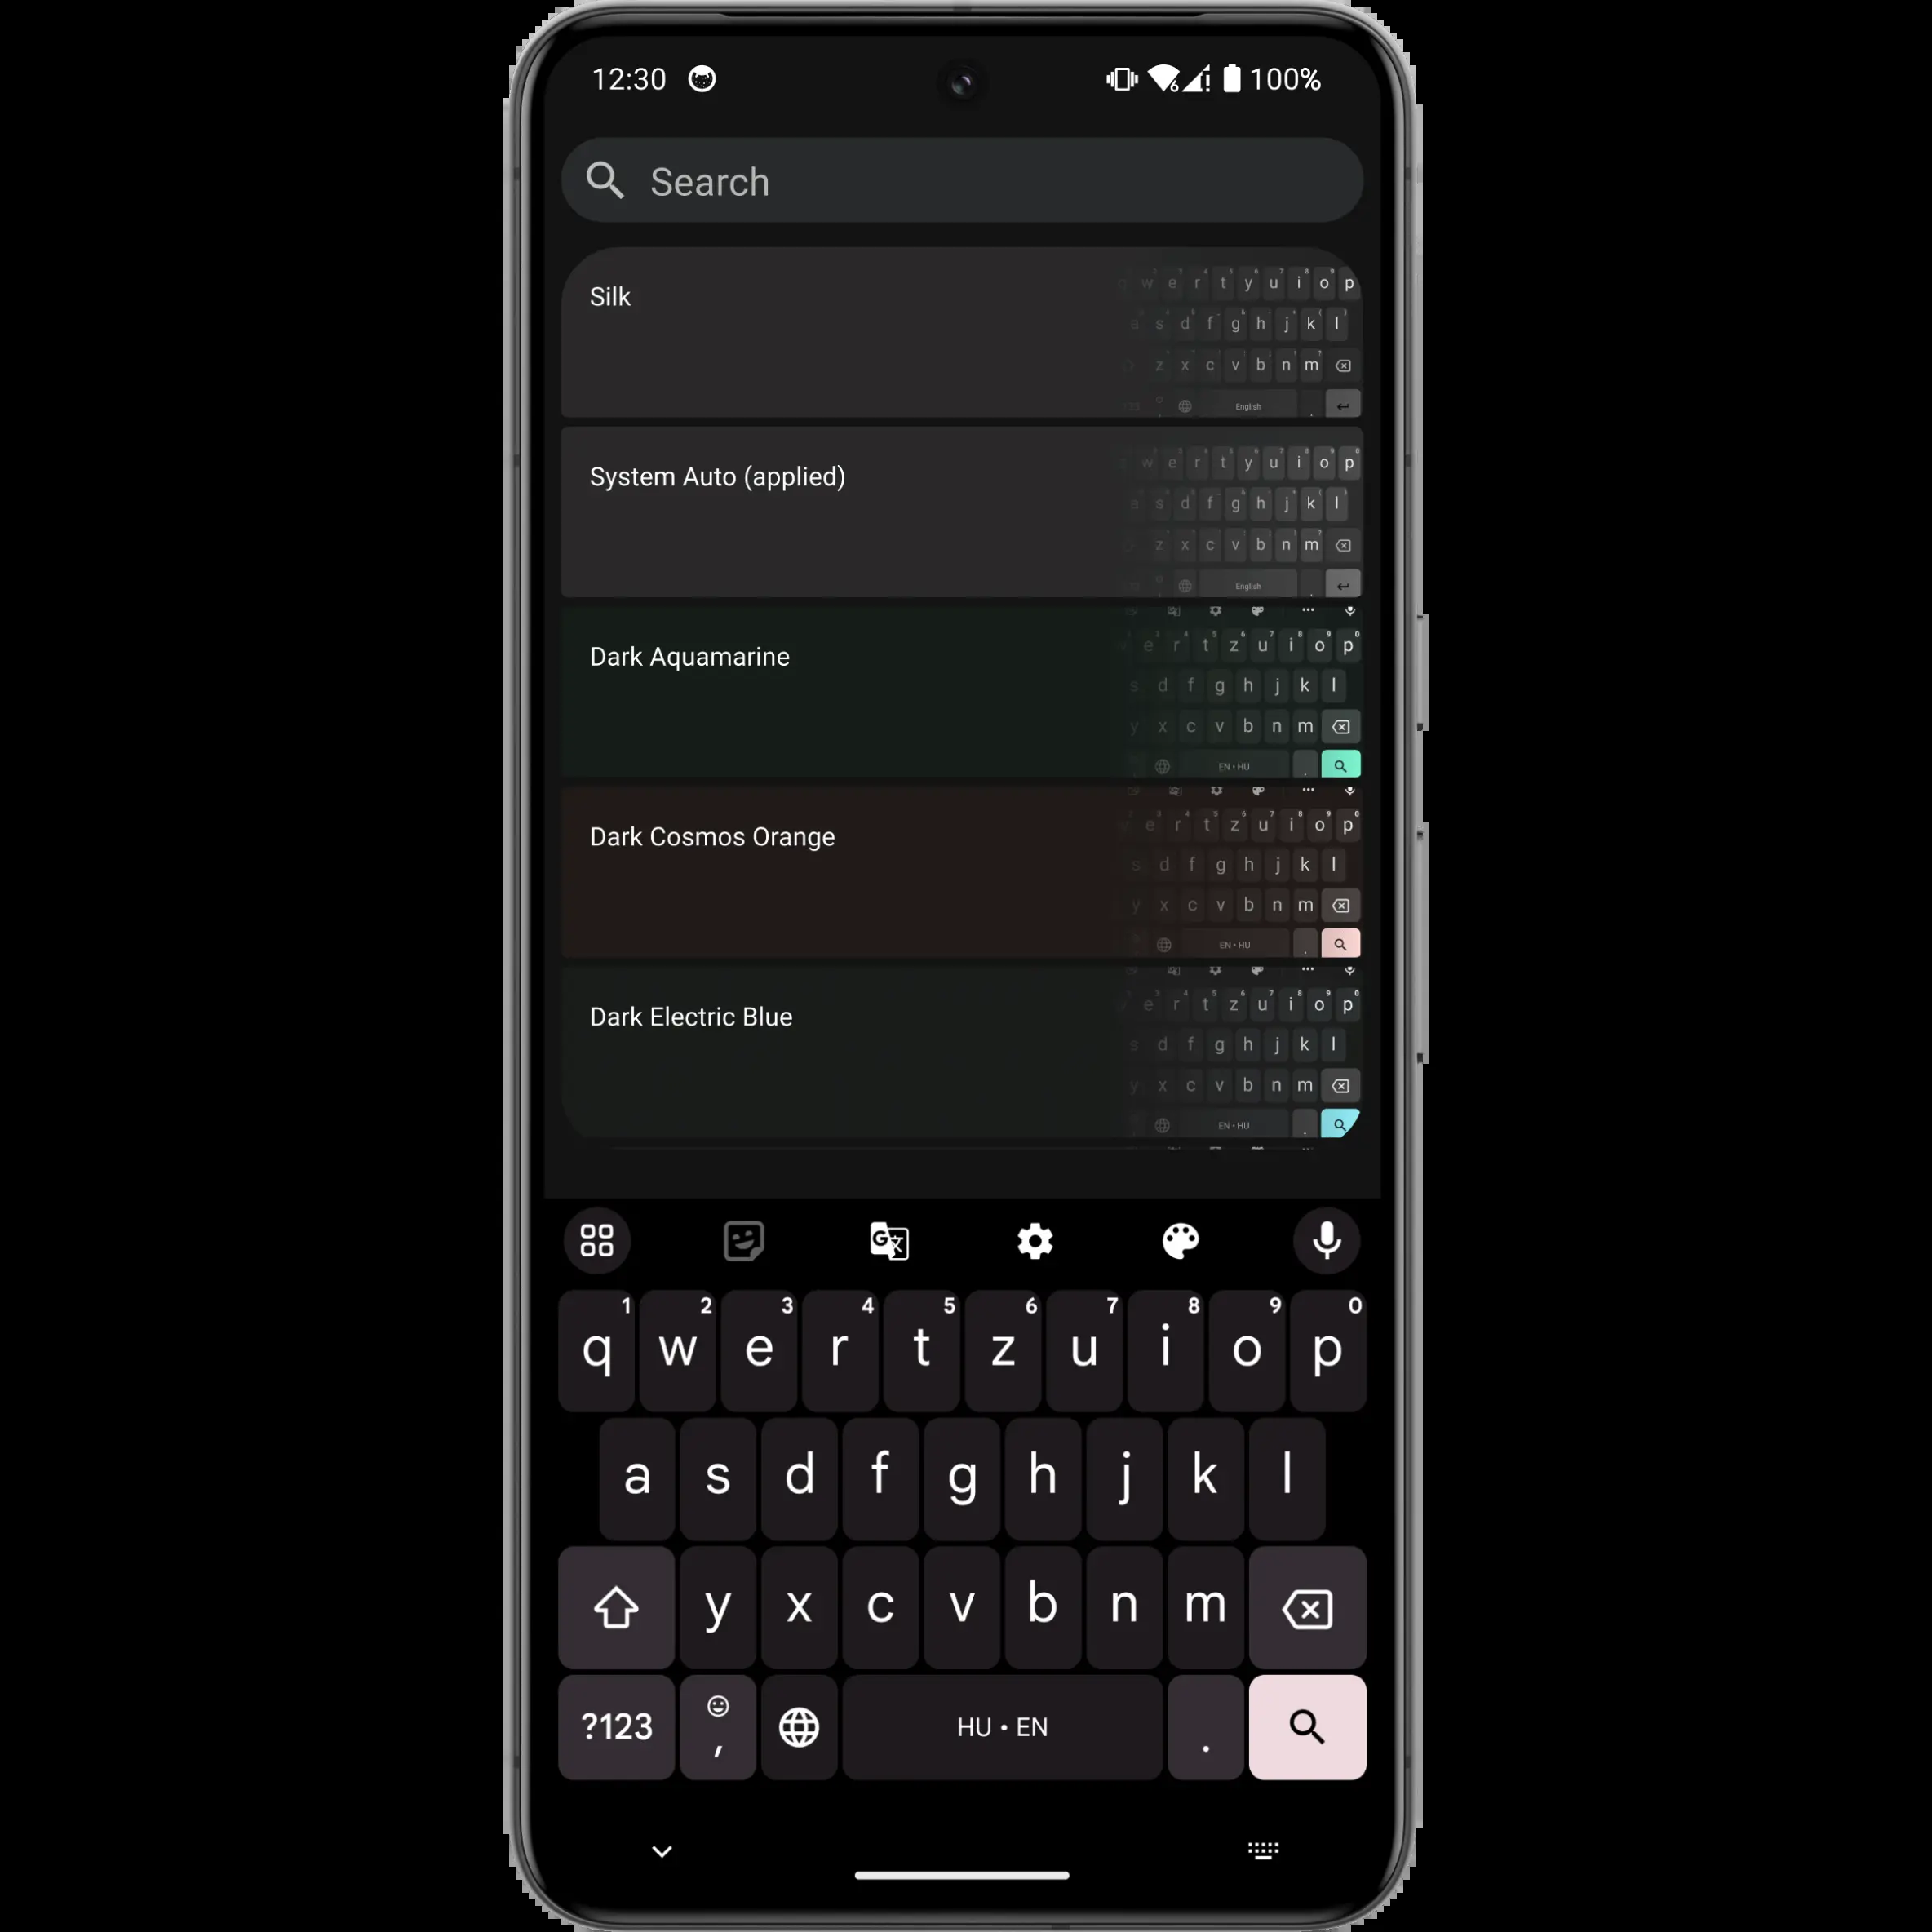 12:30 100%
Search
Silk
w e r t y u i o p
a s d f g h j k l
z x c v b n m
English .
System Auto (applied)
w e r t y u i o p
a s d f g h j k l
z x c v b n m
English .
Dark Aquamarine
e r t z u i o p
s d f g h j k l
y x c v b n m
EN • HU .
Dark Cosmos Orange
e r t z u i o p
s d f g h j k l
y x c v b n m
EN • HU .
Dark Electric Blue
e r t z u i o p
s d f g h j k l
y x c v b n m
EN • HU .
1 2 3 4 5 6 7 8 9 0
q w e r t z u i o p
a s d f g h j k l
y x c v b n m
?123 , HU • EN .